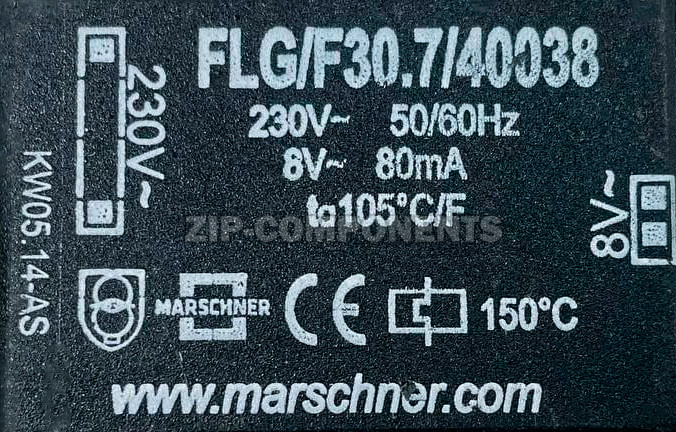 FLG/F30.7/40038
230V~ 50/60Hz
8V~ 80mA
ta105°C/F
230V~
KW05.14-AS
8V~
ZIP-COMPONENTS
MARSCHNER
CE
150°C
www.marschner.com